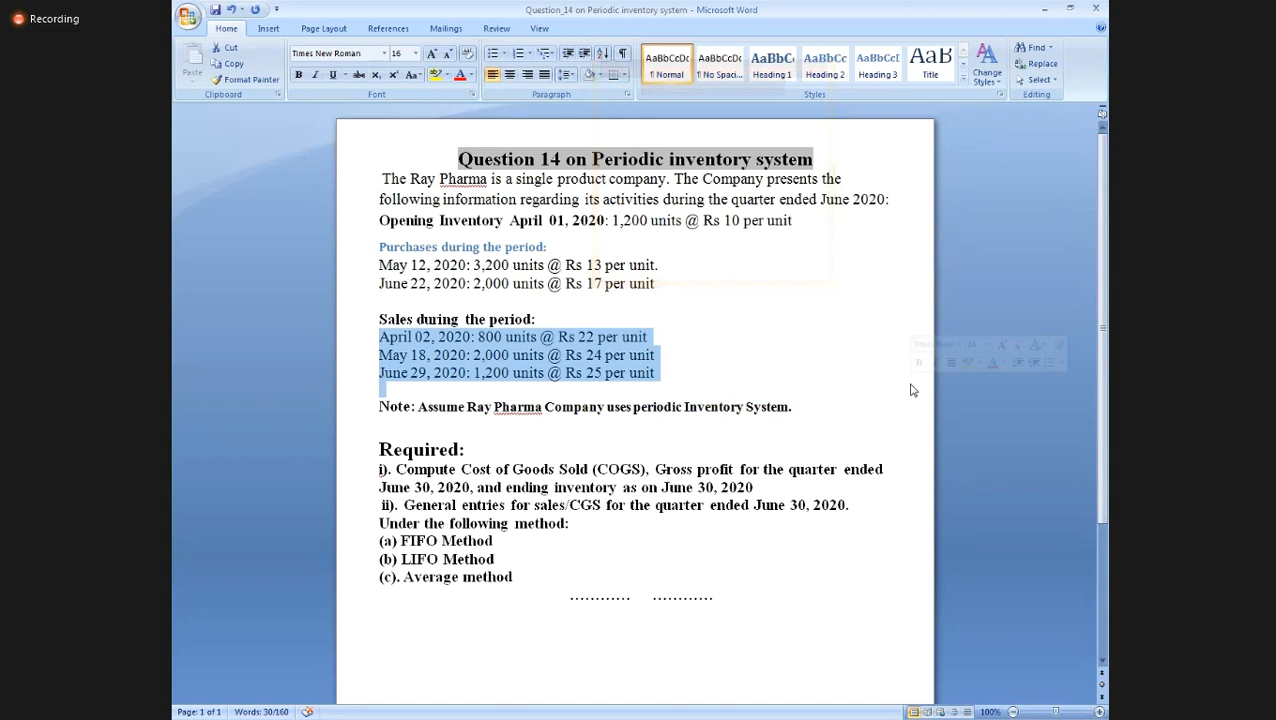 Recording
Question_14 on Periodic inventory system - Microsoft Word
Home Insert Page Layout References Mailings Review View
Paste Cut Copy Format Painter Clipboard
Times New Roman 16 Font
Paragraph
AaBbCcDc ¶ Normal AaBbCcDc ¶ No Spaci... AaBbC Heading 1 AaBbCc Heading 2 AaBbCcI Heading 3 AaB Title Change Styles Styles
Find Replace Select Editing
Question 14 on Periodic inventory system
The Ray Pharma is a single product company. The Company presents the
following information regarding its activities during the quarter ended June 2020:
Opening Inventory April 01, 2020: 1,200 units @ Rs 10 per unit
Purchases during the period:
May 12, 2020: 3,200 units @ Rs 13 per unit.
June 22, 2020: 2,000 units @ Rs 17 per unit
Sales during the period:
April 02, 2020: 800 units @ Rs 22 per unit
May 18, 2020: 2,000 units @ Rs 24 per unit
June 29, 2020: 1,200 units @ Rs 25 per unit
Note: Assume Ray Pharma Company uses periodic Inventory System.
Required:
i). Compute Cost of Goods Sold (COGS), Gross profit for the quarter ended
June 30, 2020, and ending inventory as on June 30, 2020
ii). General entries for sales/CGS for the quarter ended June 30, 2020.
Under the following method:
(a) FIFO Method
(b) LIFO Method
(c). Average method
............ ............
Page: 1 of 1 Words: 30/160 100%